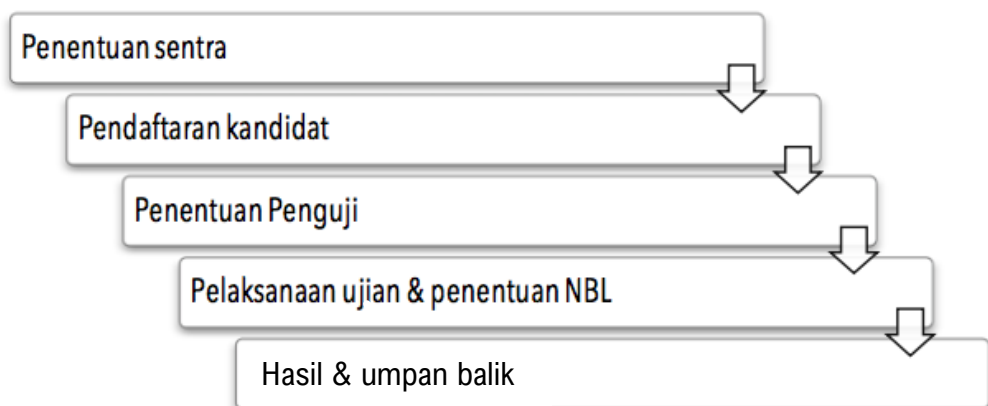 Penentuan sentra
Pendaftaran kandidat
Penentuan Penguji
Pelaksanaan ujian & penentuan NBL
Hasil & umpan balik